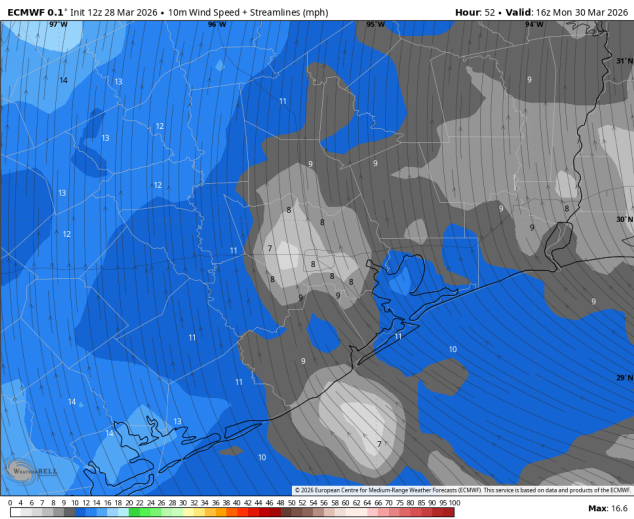 ECMWF 0.1° Init 12z 28 Mar 2026 • 10m Wind Speed + Streamlines (mph)
Hour: 52 • Valid: 16z Mon 30 Mar 2026
97°W 96°W 95°W 94°W
31°N
14 13 9
11
12
13
9 9
12
13
8 9 8
8 30°N
12 9
7 11
8
8 8 8
9 9
9
11 11
10
9
29°N
11
14
13
14
7
10
WeatherBELL
© 2026 European Centre for Medium-Range Weather Forecasts (ECMWF). This service is based on data and products of the ECMWF.
0 4 6 7 8 9 10 12 14 16 18 20 22 24 26 28 30 32 34 36 38 40 42 44 46 48 50 52 54 56 58 60 62 64 66 70 75 80 85 90 95 100
Max: 16.6